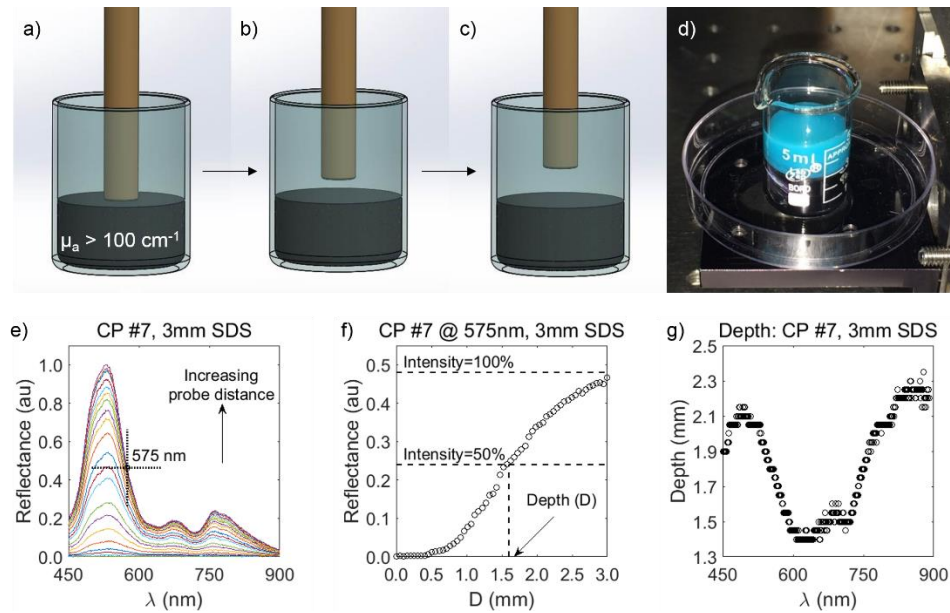 a)
b)
c)
d)
μa > 100 cm-1
5 ml
BORO
e)
CP #7, 3mm SDS
1.0
0.8
0.6
0.4
0.2
0.0
Reflectance (au)
Increasing
probe distance
575 nm
450
600
750
900
λ (nm)
f)
CP #7 @ 575nm, 3mm SDS
0.5
0.4
0.3
0.2
0.1
0.0
Reflectance (au)
Intensity=100%
Intensity=50%
Depth (D)
0.0
0.5
1.0
1.5
2.0
2.5
3.0
D (mm)
g)
Depth: CP #7, 3mm SDS
2.5
2.3
2.1
1.9
1.7
1.5
1.3
Depth (mm)
450
600
750
900
λ (nm)